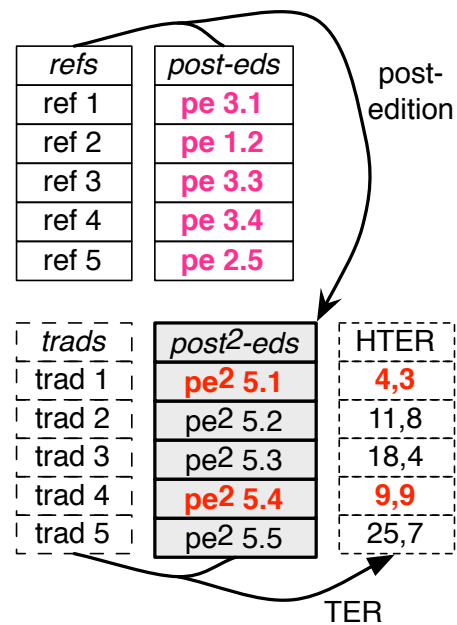 refs post-eds
ref 1 pe 3.1
ref 2 pe 1.2
ref 3 pe 3.3
ref 4 pe 3.4
ref 5 pe 2.5
post-
edition
trads post²-eds HTER
trad 1 pe² 5.1 4,3
trad 2 pe² 5.2 11,8
trad 3 pe² 5.3 18,4
trad 4 pe² 5.4 9,9
trad 5 pe² 5.5 25,7
TER